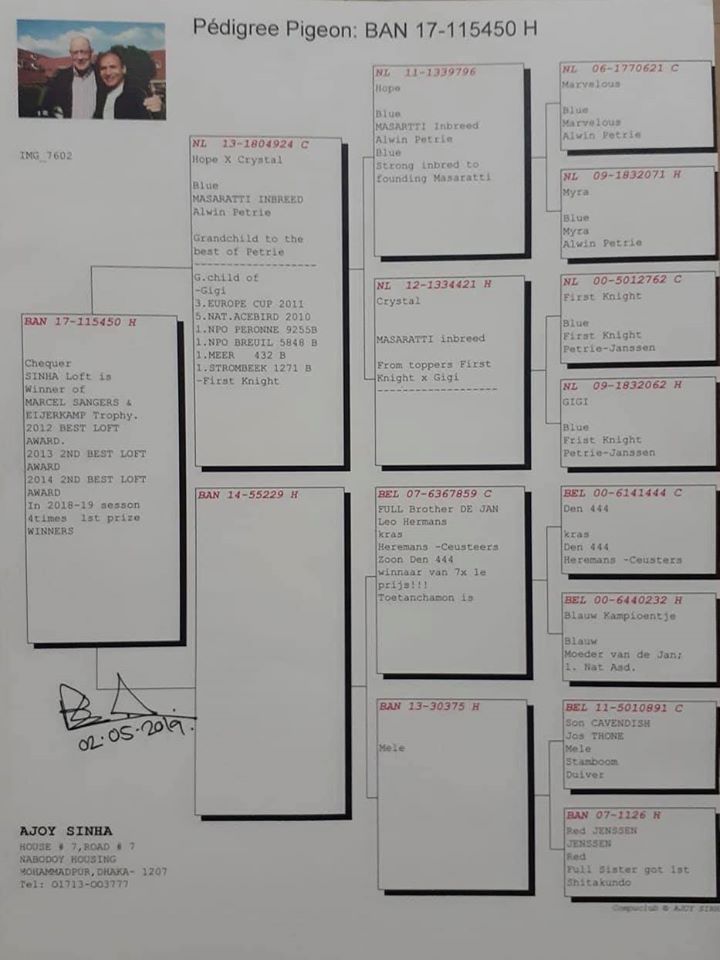 Pédigree Pigeon: BAN 17-115450 H
IMG_7602
BAN 17-115450 H
Chequer
SINHA Loft is
Winner of
MARCEL SANGERS &
EIJERKAMP Trophy.
2012 BEST LOFT
AWARD.
2013 2ND BEST LOFT
AWARD
2014 2ND BEST LOFT
AWARD
In 2018-19 sesson
4times 1st prize
WINNERS
NL 13-1804924 C
Hope X Crystal
Blue
MASARATTI INBREED
Alwin Petrie
Grandchild to the
best of Petrie
--------------------
G.child of
-Gigi
3.EUROPE CUP 2011
5.NAT.ACEBIRD 2010
1.NPO PERONNE 9255B
1.NPO BREUIL 5848 B
1.MEER 432 B
1.STROMBEEK 1271 B
-First Knight
BAN 14-55229 H
NL 11-1339796
Hope
Blue
MASARTTI Inbreed
Alwin Petrie
Blue
Strong inbred to
founding Masaratti
NL 12-1334421 H
Crystal
MASARATTI inbreed
From toppers First
Knight x Gigi
--------------------
BEL 07-6367859 C
FULL Brother DE JAN
Leo Hermans
kras
Heremans -Ceusteers
Zoon Den 444
winnaar van 7x 1e
prijs!!!
Toetanchamon is
BAN 13-30375 H
Mele
NL 06-1770621 C
Marvelous
Blue
Marvelous
Alwin Petrie
NL 09-1832071 H
Myra
Blue
Myra
Alwin Petrie
NL 00-5012762 C
First Knight
Blue
First Knight
Petrie-Janssen
NL 09-1832062 H
GIGI
Blue
Frist Knight
Petrie-Janssen
BEL 00-6141444 C
Den 444
kras
Den 444
Heremans -Ceusters
BEL 00-6440232 H
Blauw Kampioentje
Blauw
Moeder van de Jan;
1. Nat Asd.
BEL 11-5010891 C
Son CAVENDISH
Jos THONE
Mele
Stamboom
Duiver
BAN 07-1126 H
Red JENSSEN
JENSSEN
Red
Full Sister got 1st
Shitakundo
02.05.2019.
AJOY SINHA
HOUSE # 7,ROAD # 7
NABODOY HOUSING
MOHAMMADPUR,DHAKA- 1207
Tel: 01713-003777
Compuclub © AJOY SINH